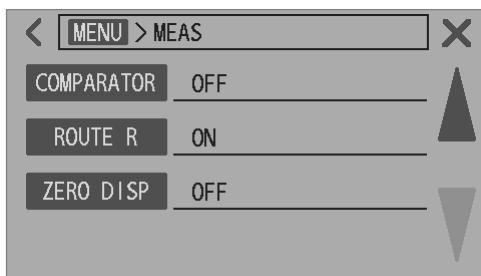 MENU > MEAS
COMPARATOR OFF
ROUTE R ON
ZERO DISP OFF